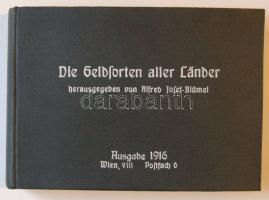 Die Geldsorten aller Länder
herausgegeben von Alfred Josef-Blümel
darabanth
Ausgabe 1916
Wien, VIII Postfach 6